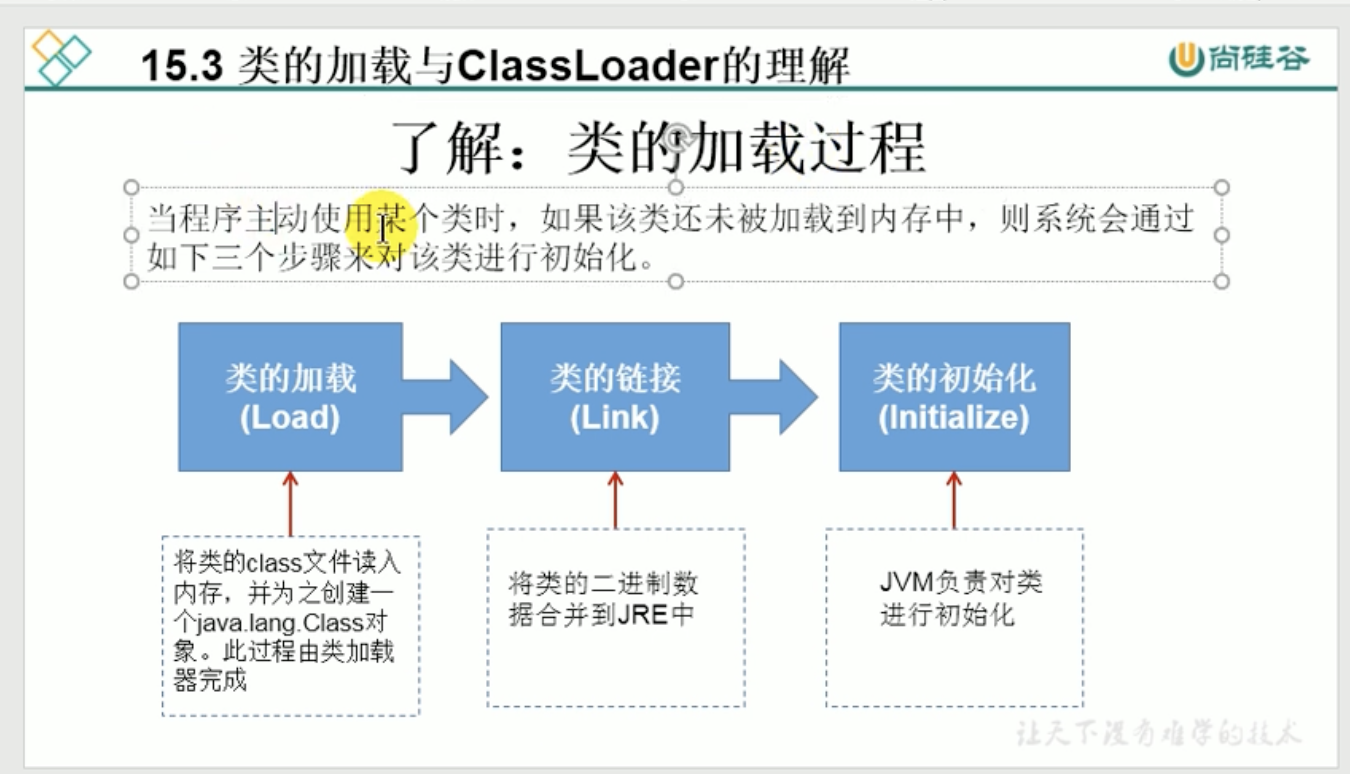 15.3 类的加载与ClassLoader的理解
尚硅谷
了解：类的加载过程
当程序主动使用某个类时，如果该类还未被加载到内存中，则系统会通过
如下三个步骤来对该类进行初始化。
类的加载
(Load)
类的链接
(Link)
类的初始化
(Initialize)
将类的class文件读入
内存，并为之创建一
个java.lang.Class对
象。此过程由类加载
器完成
将类的二进制数
据合并到JRE中
JVM负责对类
进行初始化
让天下没有难学的技术